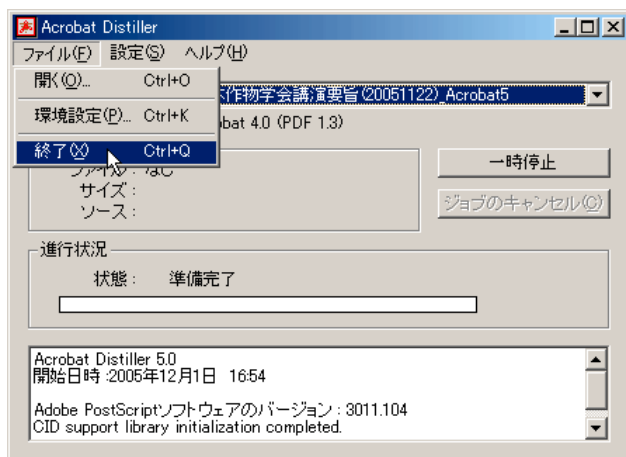 Acrobat Distiller
ファイル(F) 設定(S) ヘルプ(H)
開く(O)... Ctrl+O
作物学会講演要旨(20051122)_Acrobat5
環境設定(P)... Ctrl+K
bat 4.0 (PDF 1.3)
終了(X) Ctrl+Q
一時停止
ファイル : なし
サイズ :
ジョブのキャンセル(C)
ソース :
進行状況
状態 : 準備完了
Acrobat Distiller 5.0
開始日時 :2005年12月1日 16:54
Adobe PostScriptソフトウェアのバージョン : 3011.104
CID support library initialization completed.